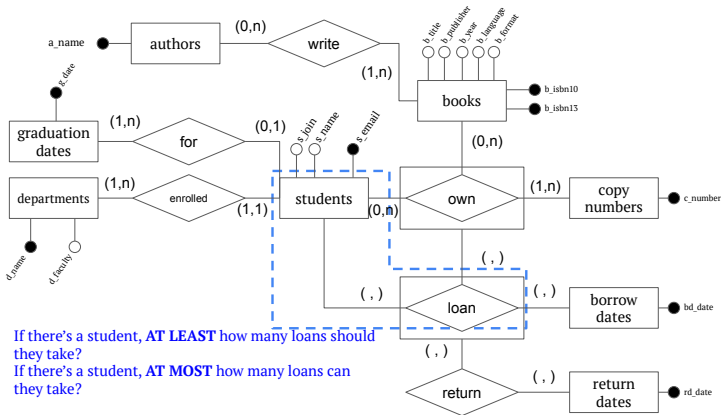 b_title
b_publisher
b_year
b_language
b_format
(0,n)
a_name
authors
write
g_date
(1,n)
books
b_isbn10
b_isbn13
(1,n)
(0,1)
s_join
s_name
s_email
graduation
dates
for
(0,n)
departments
(1,n)
enrolled
(1,1)
students
(0,n)
own
(1,n)
copy
numbers
c_number
d_name
d_faculty
( , )
( , )
loan
( , )
borrow
dates
bd_date
If there's a student, AT LEAST how many loans should
they take?
If there's a student, AT MOST how many loans can
they take?
( , )
return
( , )
return
dates
rd_date